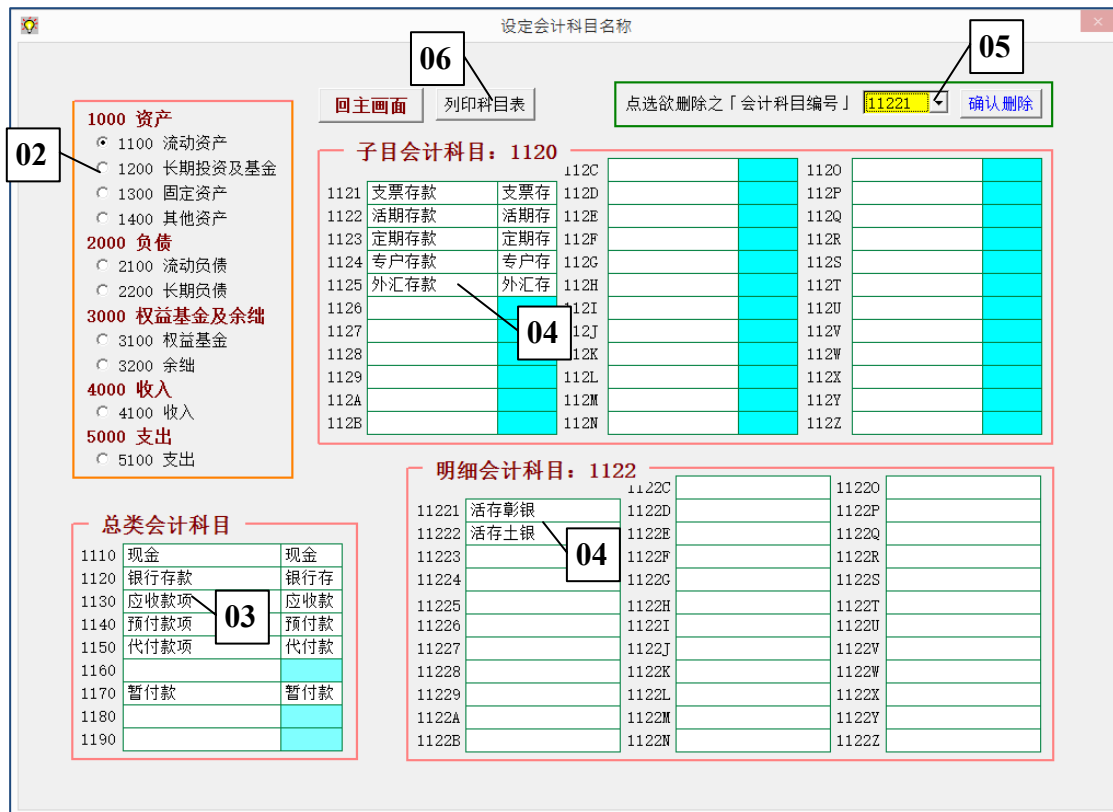 设定会计科目名称
06
05
回主画面 列印科目表 点选欲删除之「会计科目编号」 11221 确认删除
02
1000 资产
1100 流动资产
1200 长期投资及基金
1300 固定资产
1400 其他资产
2000 负债
2100 流动负债
2200 长期负债
3000 权益基金及余绌
3100 权益基金
3200 余绌
4000 收入
4100 收入
5000 支出
5100 支出
子目会计科目：1120
112C 112O
1121 支票存款 支票存 112D 112P
1122 活期存款 活期存 112E 112Q
1123 定期存款 定期存 112F 112R
1124 专户存款 专户存 112G 112S
1125 外汇存款 外汇存 112H 112T
1126 112I 112U
1127 04 112J 112V
1128 112K 112W
1129 112L 112X
112A 112M 112Y
112B 112N 112Z
总类会计科目
1110 现金 现金
1120 银行存款 银行存
1130 应收款项 应收款
03
1140 预付款项 预付款
1150 代付款项 代付款
1160
1170 暂付款 暂付款
1180
1190
明细会计科目：1122
1122C 1122O
11221 活存彰银 1122D 1122P
11222 活存土银 1122E 1122Q
11223 04 1122F 1122R
11224 1122G 1122S
11225 1122H 1122T
11226 1122I 1122U
11227 1122J 1122V
11228 1122K 1122W
11229 1122L 1122X
1122A 1122M 1122Y
1122B 1122N 1122Z